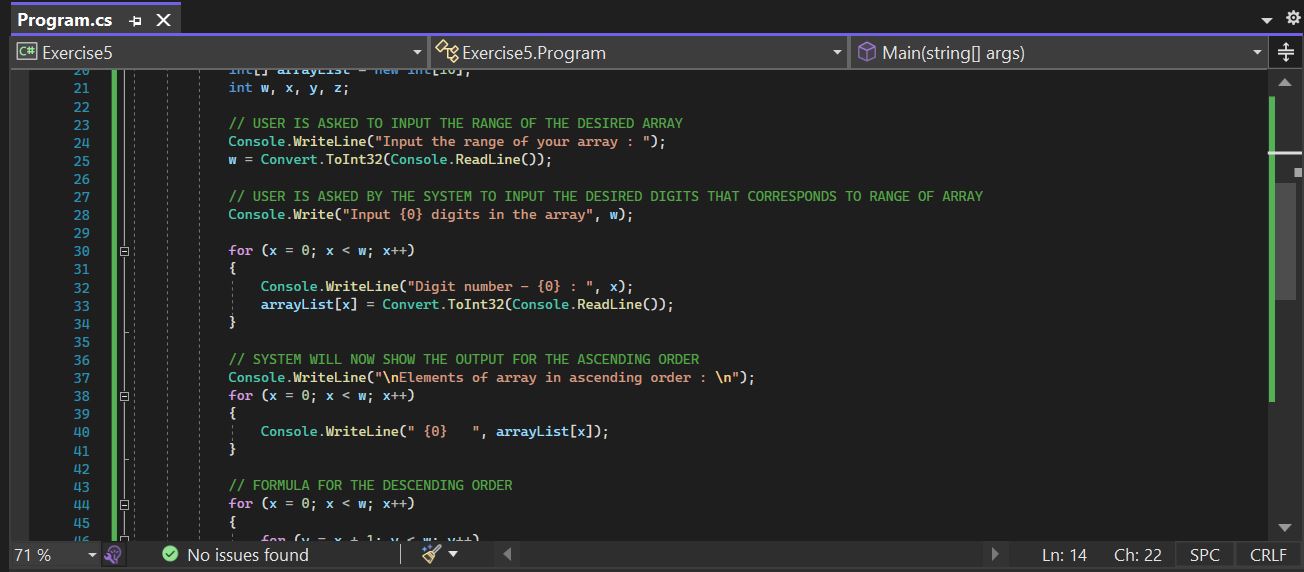 Program.cs
C# Exercise5 Exercise5.Program Main(string[] args)
20 int[] arrayList = new int[10];
21 int w, x, y, z;
22
23 // USER IS ASKED TO INPUT THE RANGE OF THE DESIRED ARRAY
24 Console.WriteLine("Input the range of your array : ");
25 w = Convert.ToInt32(Console.ReadLine());
26
27 // USER IS ASKED BY THE SYSTEM TO INPUT THE DESIRED DIGITS THAT CORRESPONDS TO RANGE OF ARRAY
28 Console.Write("Input {0} digits in the array", w);
29
30 for (x = 0; x < w; x++)
31 {
32 Console.WriteLine("Digit number - {0} : ", x);
33 arrayList[x] = Convert.ToInt32(Console.ReadLine());
34 }
35
36 // SYSTEM WILL NOW SHOW THE OUTPUT FOR THE ASCENDING ORDER
37 Console.WriteLine("\nElements of array in ascending order : \n");
38 for (x = 0; x < w; x++)
39 {
40 Console.WriteLine(" {0}   ", arrayList[x]);
41 }
42
43 // FORMULA FOR THE DESCENDING ORDER
44 for (x = 0; x < w; x++)
45 {
46 for (y = x + 1; y < w; y++)
71 % No issues found Ln: 14 Ch: 22 SPC CRLF